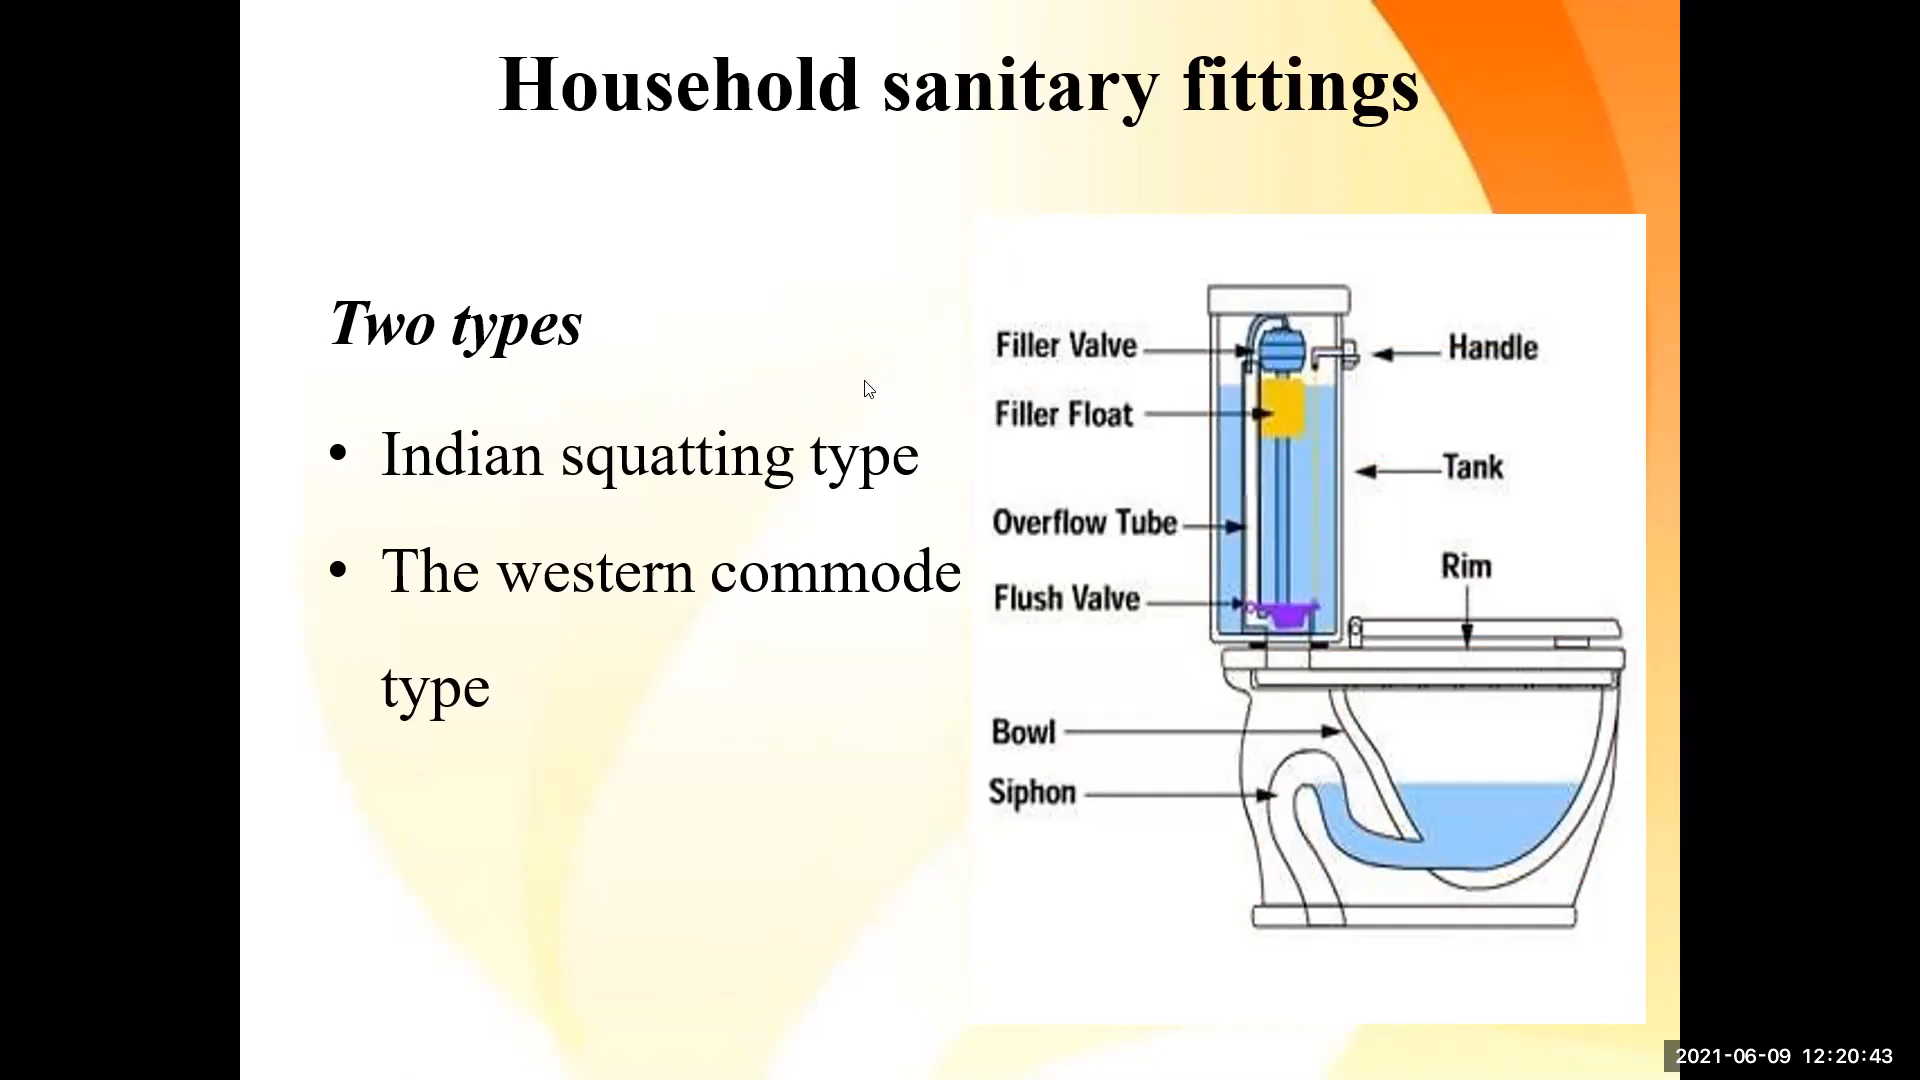 Household sanitary fittings
Two types
• Indian squatting type
• The western commode
type
Filler Valve
Handle
Filler Float
Tank
Overflow Tube
Rim
Flush Valve
Bowl
Siphon
2021-06-09 12:20:43